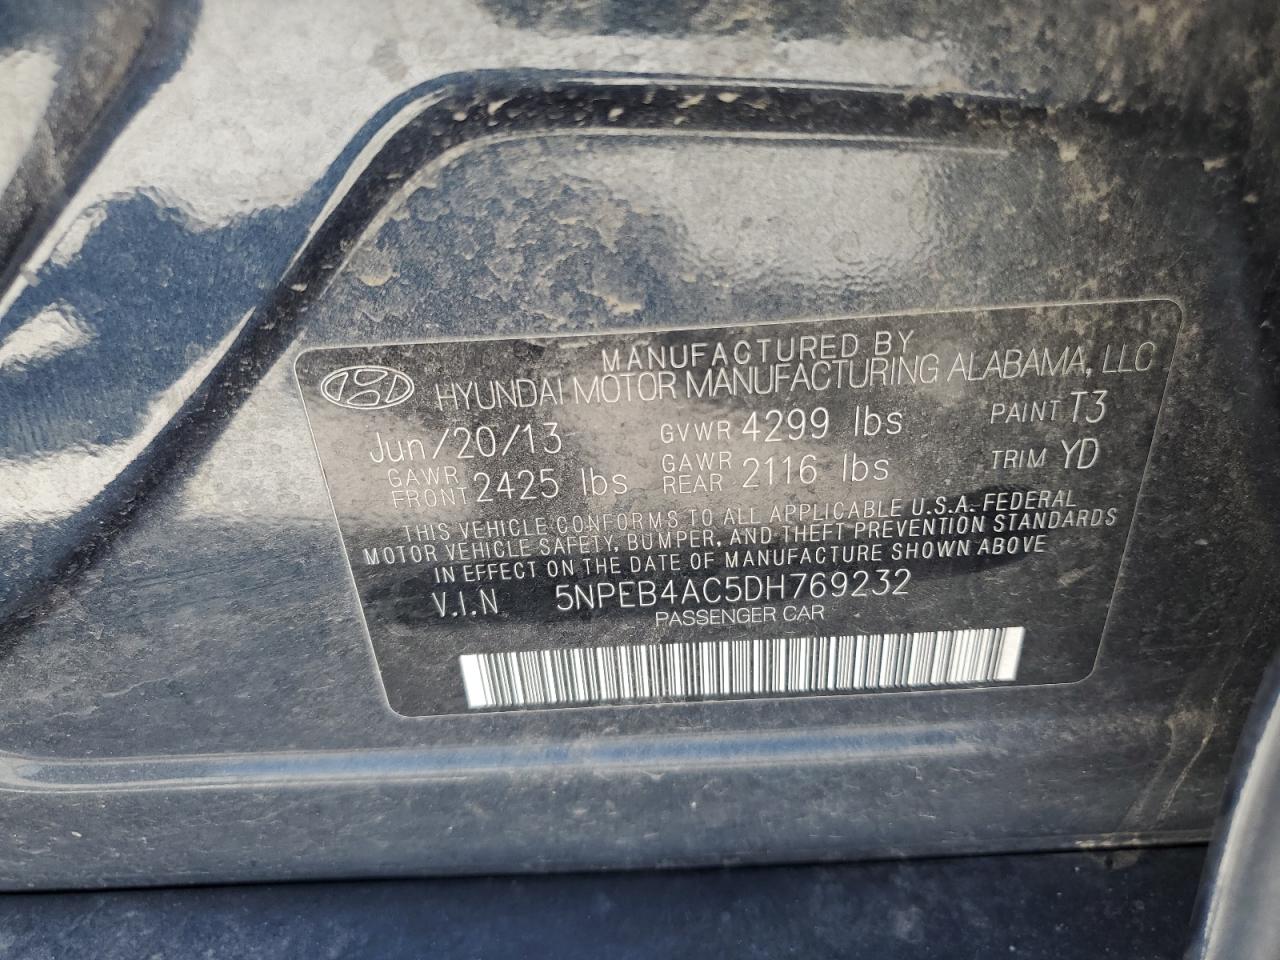 MANUFACTURED BY
HYUNDAI MOTOR MANUFACTURING ALABAMA, LLC
Jun/20/13 GVWR 4299 lbs PAINT T3
GAWR FRONT 2425 lbs GAWR REAR 2116 lbs TRIM YD
THIS VEHICLE CONFORMS TO ALL APPLICABLE U.S.A. FEDERAL
MOTOR VEHICLE SAFETY, BUMPER, AND THEFT PREVENTION STANDARDS
IN EFFECT ON THE DATE OF MANUFACTURE SHOWN ABOVE
V.I.N 5NPEB4AC5DH769232
PASSENGER CAR